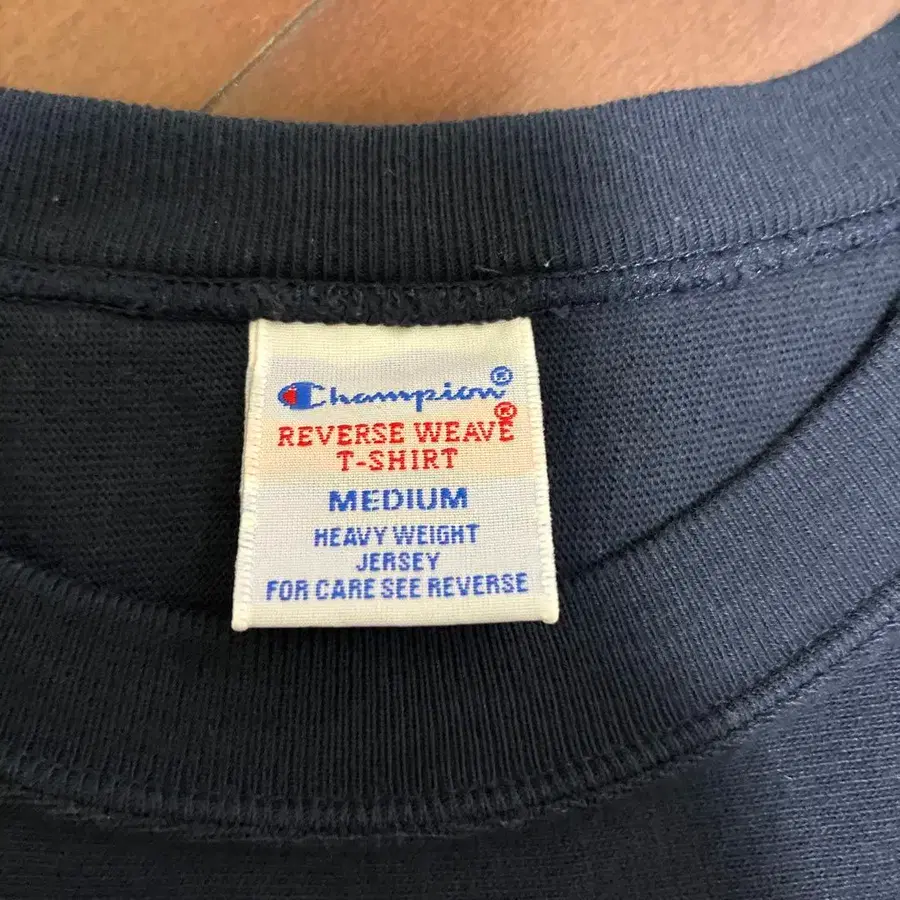 Champion®
REVERSE WEAVE®
T-SHIRT
MEDIUM
HEAVY WEIGHT
JERSEY
FOR CARE SEE REVERSE